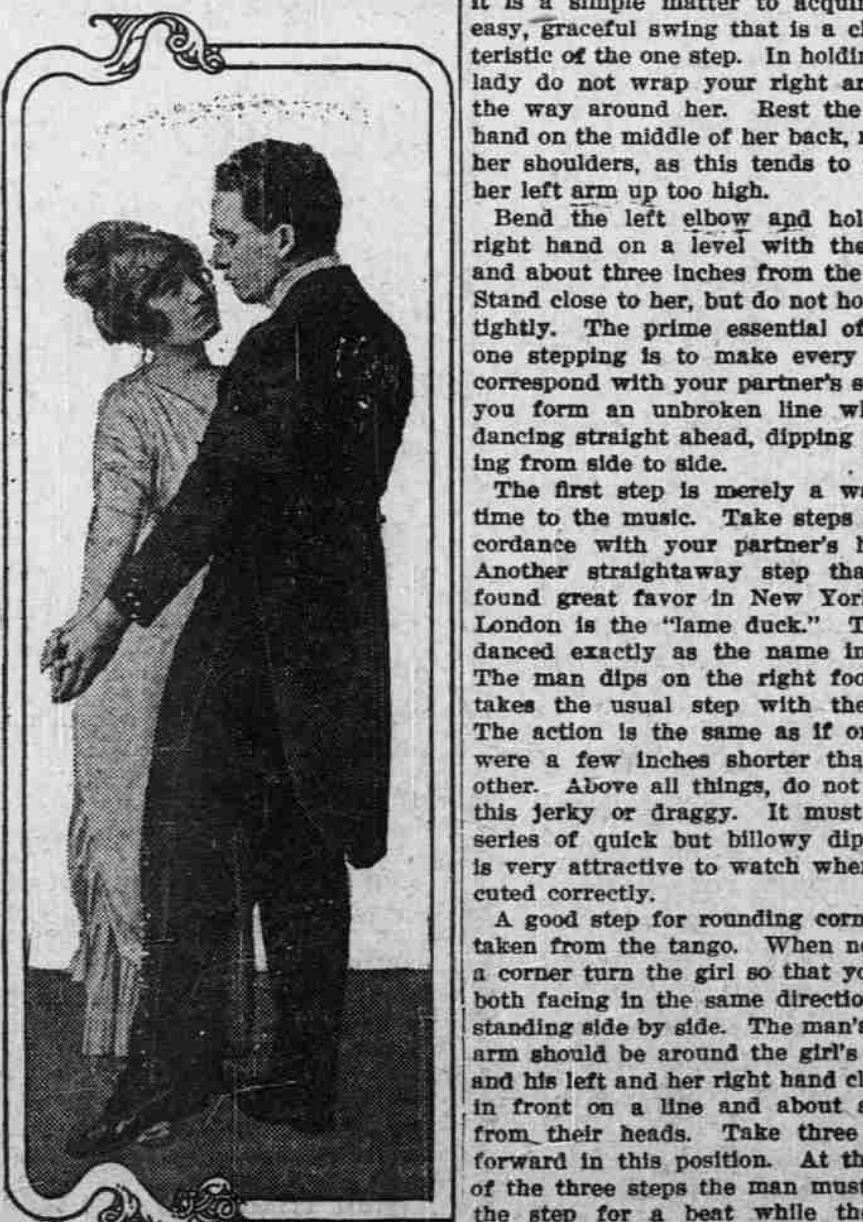 it is a simple matter to acquir
easy, graceful swing that is a c
teristic of the one step. In holdin
lady do not wrap your right ar
the way around her. Rest the
hand on the middle of her back,
her shoulders, as this tends to
her left arm up too high.
Bend the left elbow and hol
right hand on a level with the
and about three inches from the
Stand close to her, but do not ho
tightly. The prime essential of
one stepping is to make every
correspond with your partner's s
you form an unbroken line w
dancing straight ahead, dipping
ing from side to side.
The first step is merely a w
time to the music. Take steps
cordance with your partner's
Another straightaway step tha
found great favor in New Yor
London is the "lame duck." T
danced exactly as the name in
The man dips on the right foo
takes the usual step with the
The action is the same as if o
were a few inches shorter tha
other. Above all things, do not
this jerky or draggy. It must
series of quick but billowy dip
is very attractive to watch when
cuted correctly.
A good step for rounding corn
taken from the tango. When ne
a corner turn the girl so that yo
both facing in the same directio
standing side by side. The man's
arm should be around the girl's
and his left and her right hand cl
in front on a line and about
from their heads. Take three
forward in this position. At th
of the three steps the man must
the step for a beat while th